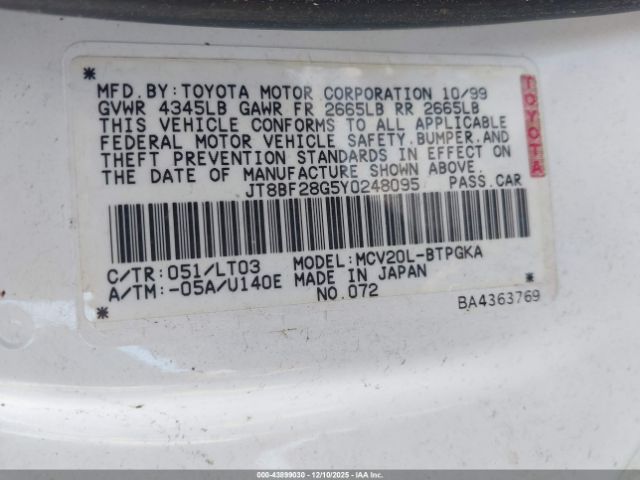 MFD.BY:TOYOTA MOTOR CORPORATION 10/99
GVWR 4345LB GAWR FR 2665LB RR 2665LB
THIS VEHICLE CONFORMS TO ALL APPLICABLE
FEDERAL MOTOR VEHICLE SAFETY,BUMPER,AND
THEFT PREVENTION STANDARDS IN EFFECT ON
THE DATE OF MANUFACTURE SHOWN ABOVE.
JT8BF28G5Y0248095 PASS.CAR
C/TR:051/LT03 MODEL:MCV20L-BTPGKA
A/TM:-05A/U140E MADE IN JAPAN
NO.072
BA4363769
TOYOTA
000-43899030 - 12/10/2025 - IAAI.COM